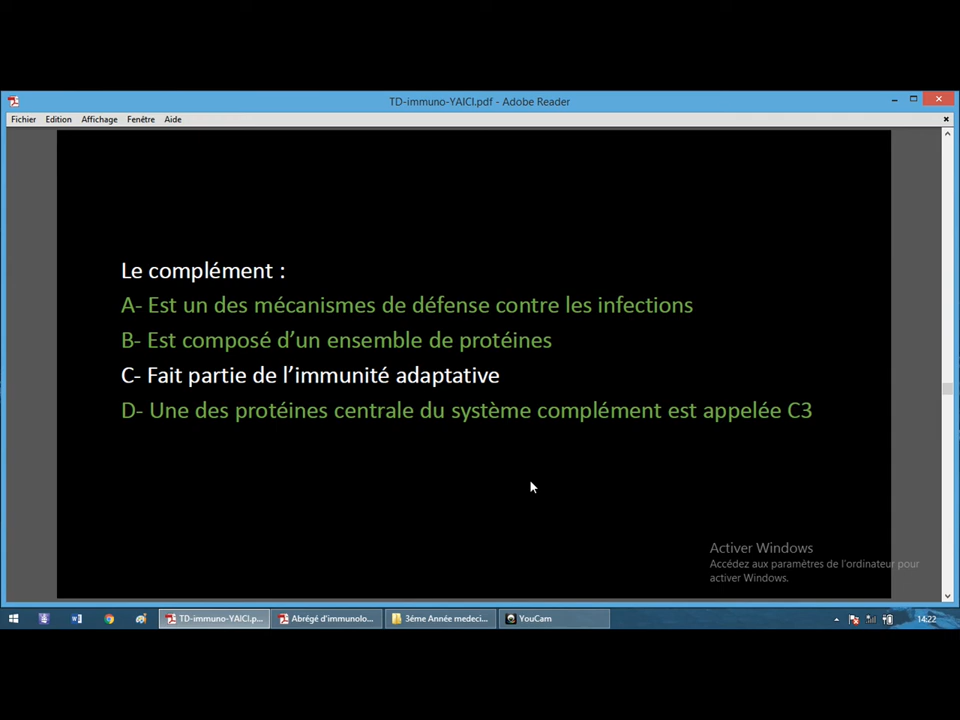 TD-immuno-YAICI.pdf - Adobe Reader
Fichier Edition Affichage Fenêtre Aide
Le complément :
A- Est un des mécanismes de défense contre les infections
B- Est composé d’un ensemble de protéines
C- Fait partie de l’immunité adaptative
D- Une des protéines centrale du système complément est appelée C3
Activer Windows
Accédez aux paramètres de l'ordinateur pour
activer Windows.
TD-immuno-YAICI.p... Abrégé d'immunolo... 3éme Année medeci... YouCam 14:22